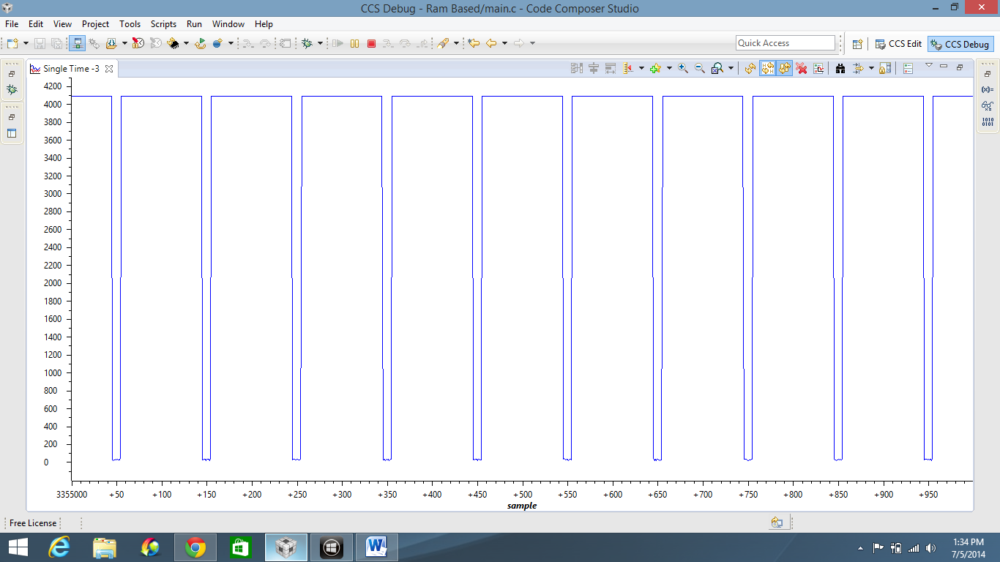 CCS Debug - Ram Based/main.c - Code Composer Studio
File Edit View Project Tools Scripts Run Window Help
Quick Access
CCS Edit
CCS Debug
Single Time -3
4200
4000
3800
3600
3400
3200
3000
2800
2600
2400
2200
2000
1800
1600
1400
1200
1000
800
600
400
200
0
3355000 +50 +100 +150 +200 +250 +300 +350 +400 +450 +500 +550 +600 +650 +700 +750 +800 +850 +900 +950
sample
(x)=
1010
0101
Free License
1:34 PM
7/5/2014